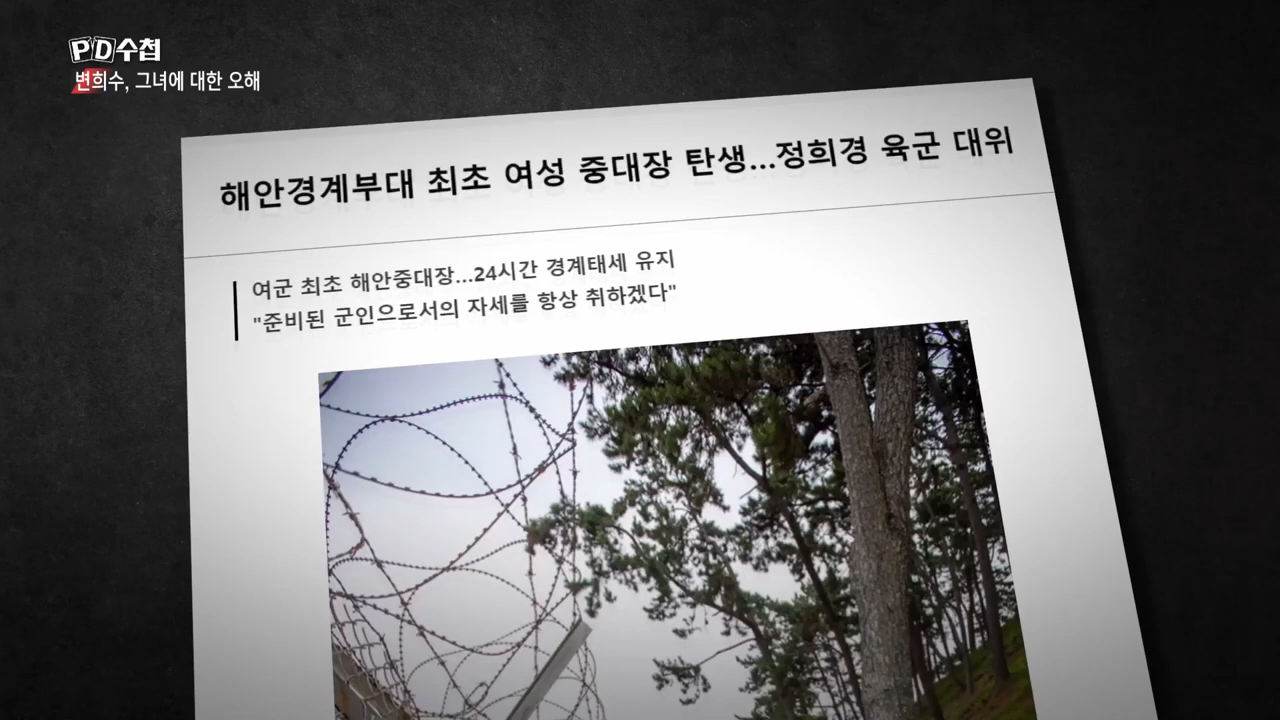 PD수첩
변희수, 그녀에 대한 오해
해안경계부대 최초 여성 중대장 탄생...정희경 육군 대위
여군 최초 해안중대장...24시간 경계태세 유지
"준비된 군인으로서의 자세를 항상 취하겠다"